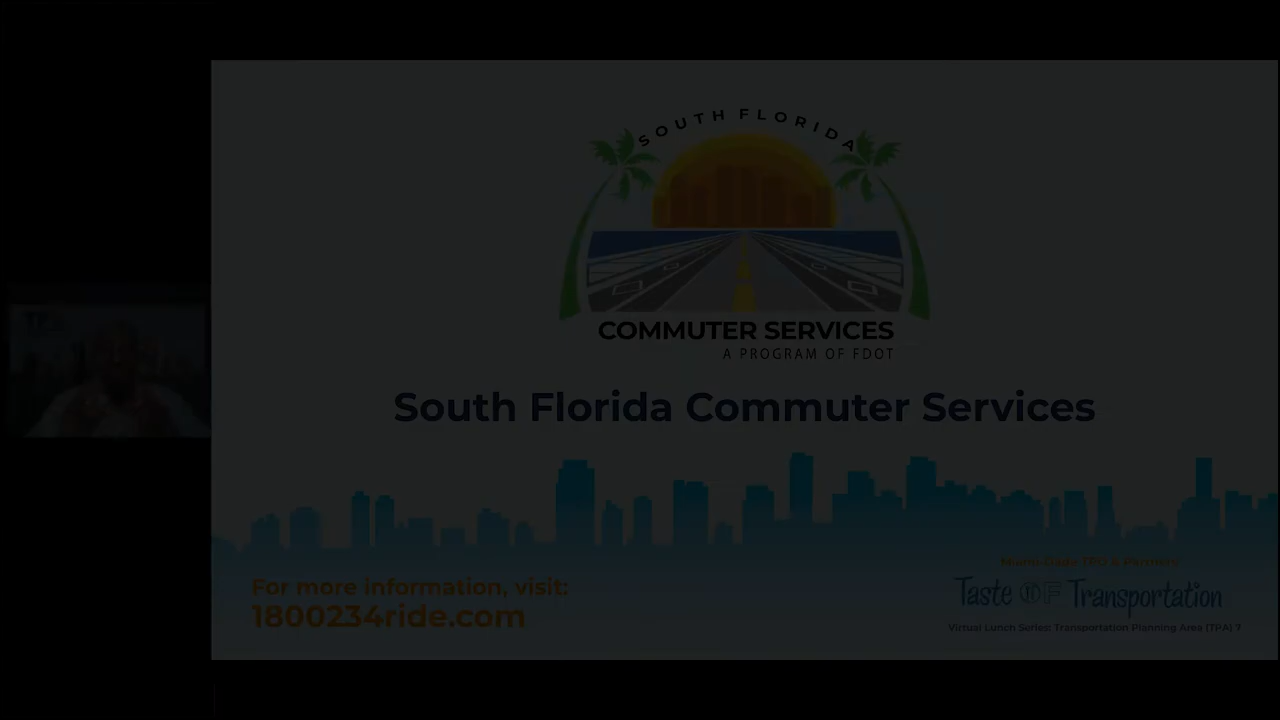 SOUTH FLORIDA
COMMUTER SERVICES
A PROGRAM OF FDOT
South Florida Commuter Services
For more information, visit:
1800234ride.com
Miami-Dade TPO & Partners
Taste OF Transportation
Virtual Lunch Series: Transportation Planning Area (TPA) 7